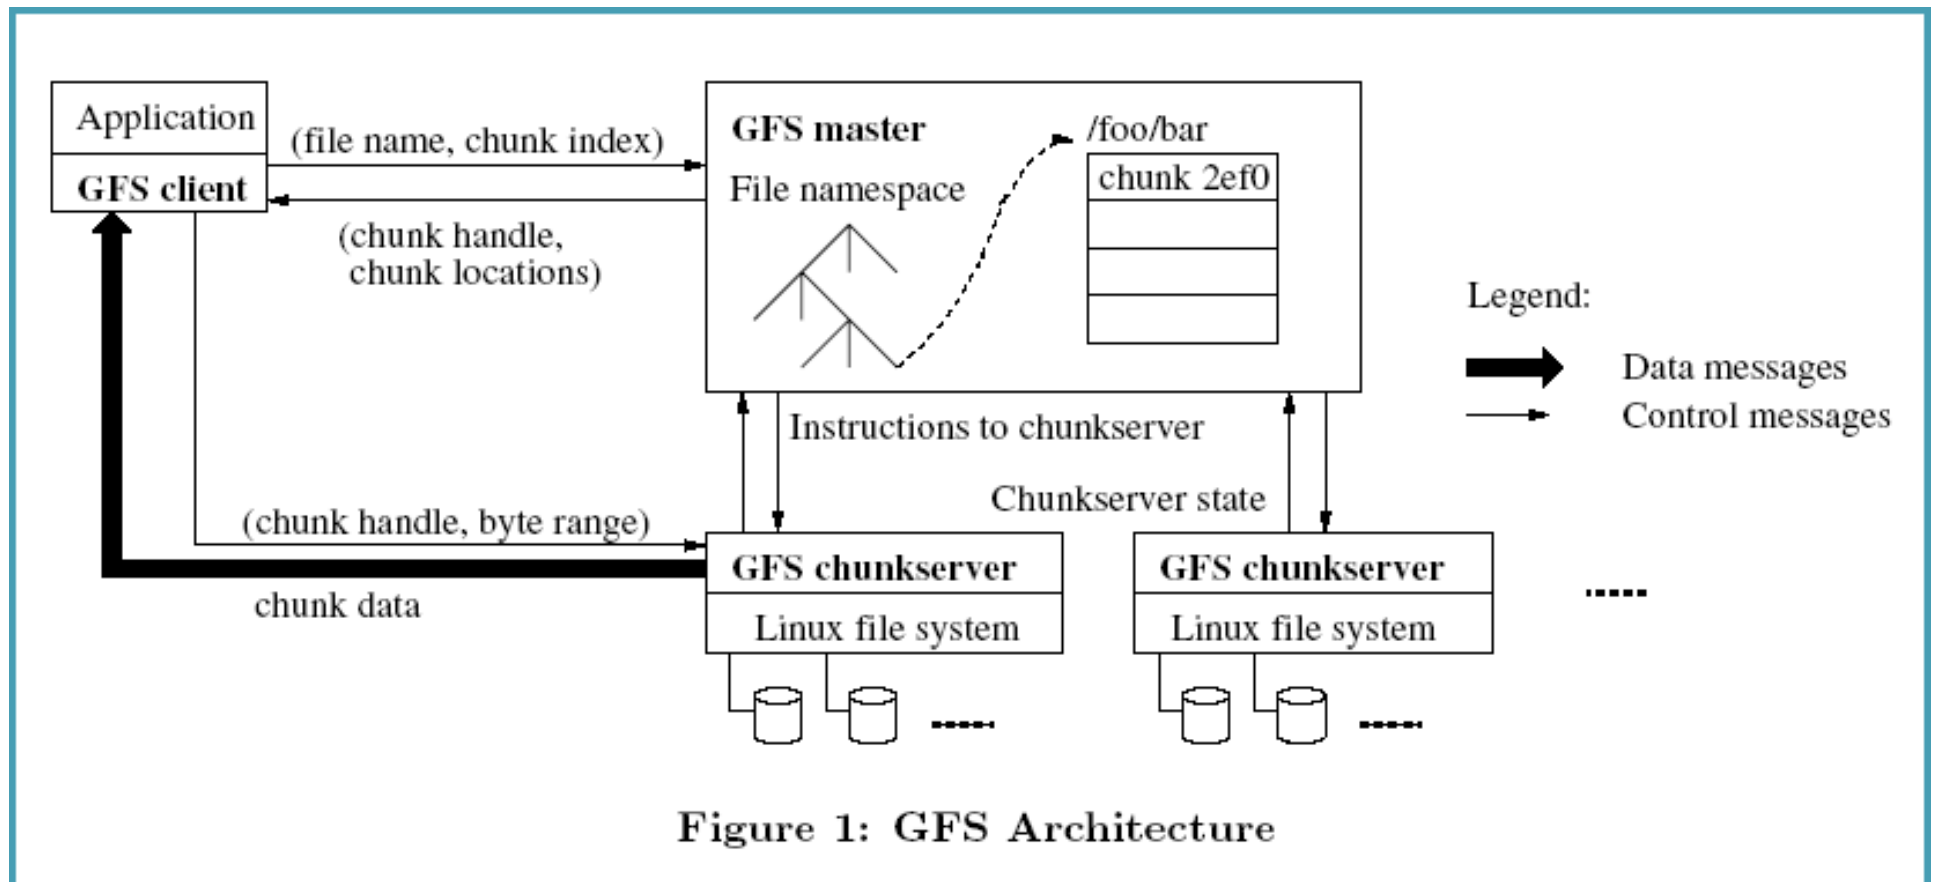 Application
GFS client
(file name, chunk index)
(chunk handle,
chunk locations)
GFS master
File namespace
/foo/bar
chunk 2ef0
Legend:
Data messages
Control messages
Instructions to chunkserver
Chunkserver state
(chunk handle, byte range)
chunk data
GFS chunkserver
Linux file system
GFS chunkserver
Linux file system
Figure 1: GFS Architecture